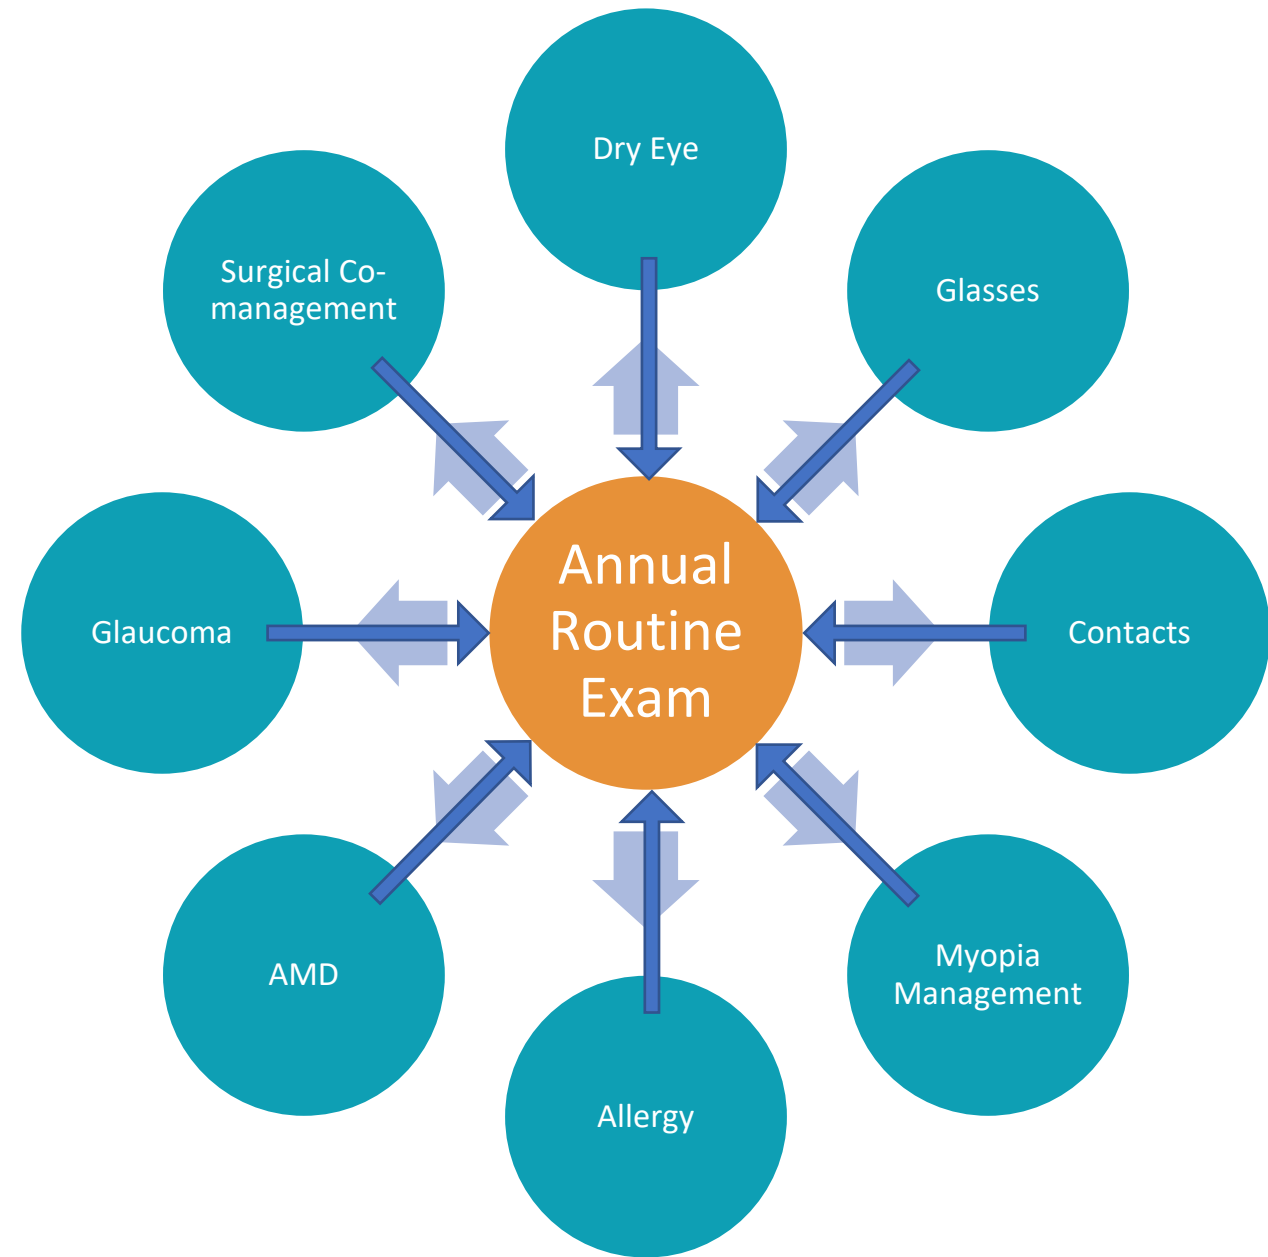 Dry Eye
Glasses
Contacts
Myopia
Management
Allergy
AMD
Glaucoma
Surgical Co-
management
Annual
Routine
Exam